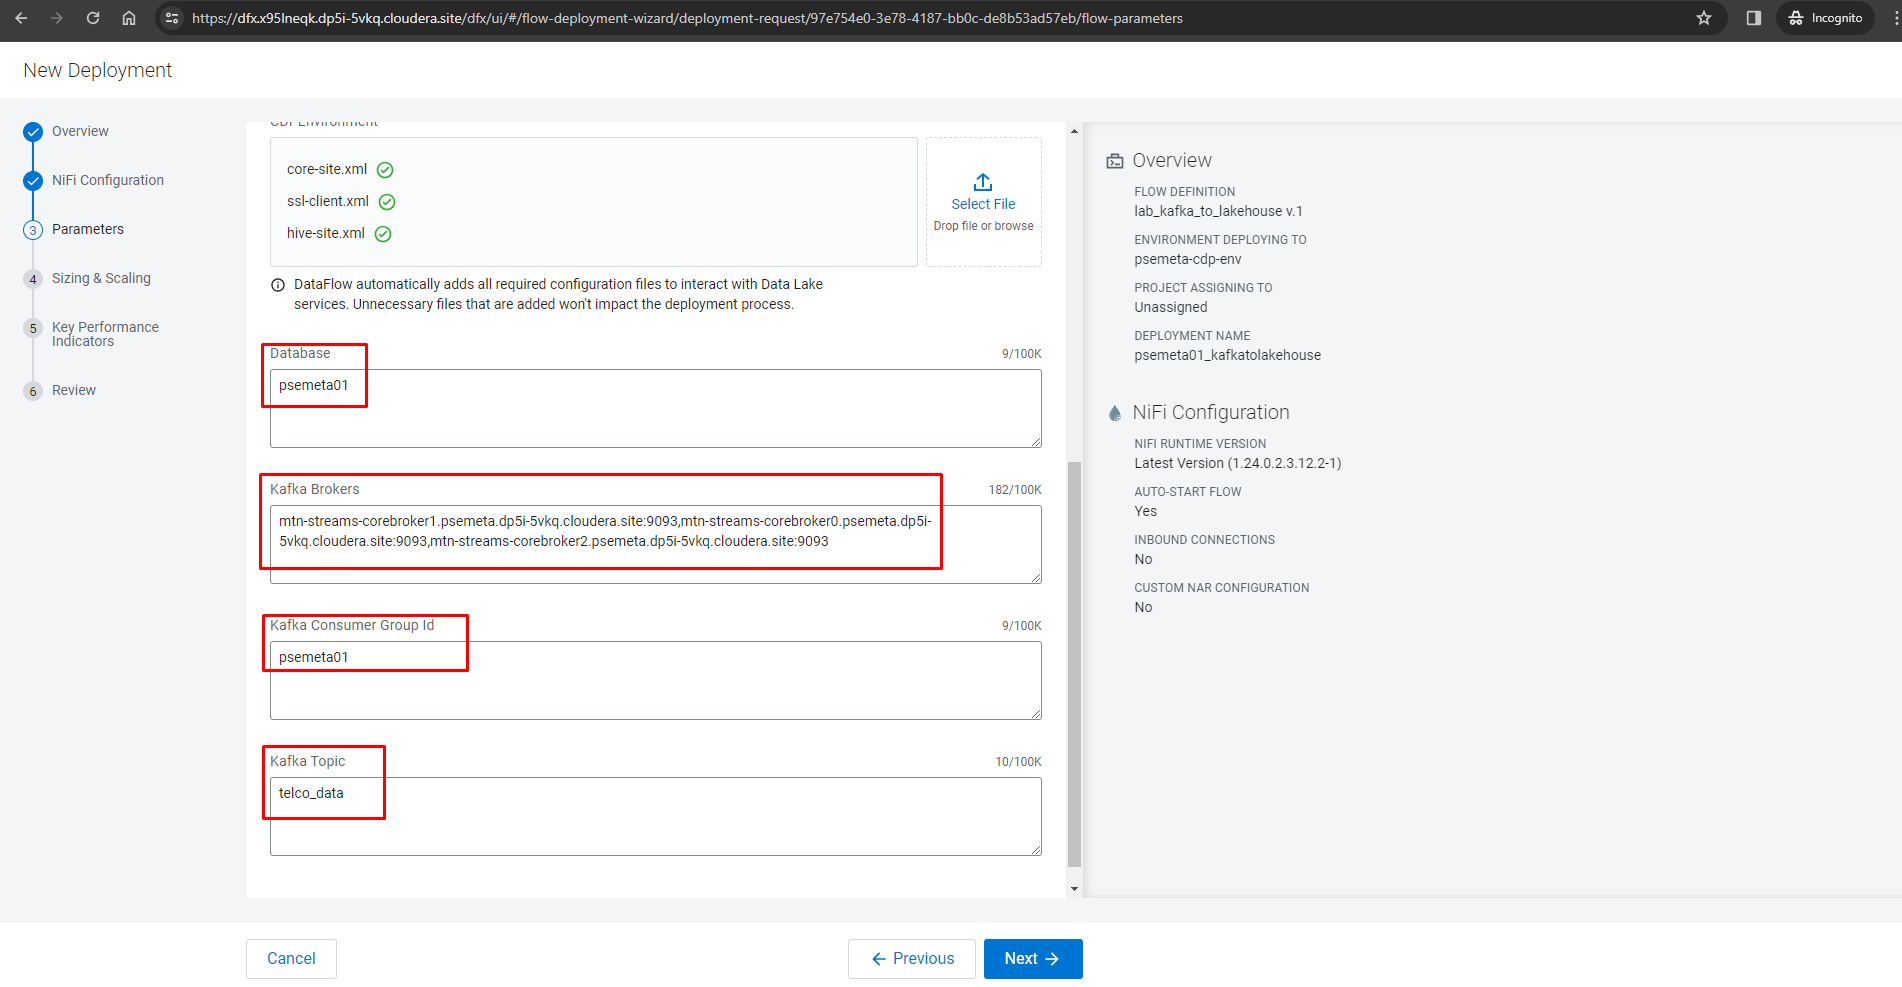 https://dfx.x95lneqk.dp5i-5vkq.cloudera.site/dfx/ui/#/flow-deployment-wizard/deployment-request/97e754e0-3e78-4187-bb0c-de8b53ad57eb/flow-parameters
Incognito
New Deployment
Overview
NiFi Configuration
3 Parameters
4 Sizing & Scaling
5 Key Performance
Indicators
6 Review
CDP Environment
core-site.xml
ssl-client.xml
hive-site.xml
Select File
Drop file or browse
DataFlow automatically adds all required configuration files to interact with Data Lake
services. Unnecessary files that are added won't impact the deployment process.
Database 9/100K
psemeta01
Kafka Brokers 182/100K
mtn-streams-corebroker1.psemeta.dp5i-5vkq.cloudera.site:9093,mtn-streams-corebroker0.psemeta.dp5i-
5vkq.cloudera.site:9093,mtn-streams-corebroker2.psemeta.dp5i-5vkq.cloudera.site:9093
Kafka Consumer Group Id 9/100K
psemeta01
Kafka Topic 10/100K
telco_data
Cancel
Previous
Next
Overview
FLOW DEFINITION
lab_kafka_to_lakehouse v.1
ENVIRONMENT DEPLOYING TO
psemeta-cdp-env
PROJECT ASSIGNING TO
Unassigned
DEPLOYMENT NAME
psemeta01_kafkatolakehouse
NiFi Configuration
NIFI RUNTIME VERSION
Latest Version (1.24.0.2.3.12.2-1)
AUTO-START FLOW
Yes
INBOUND CONNECTIONS
No
CUSTOM NAR CONFIGURATION
No